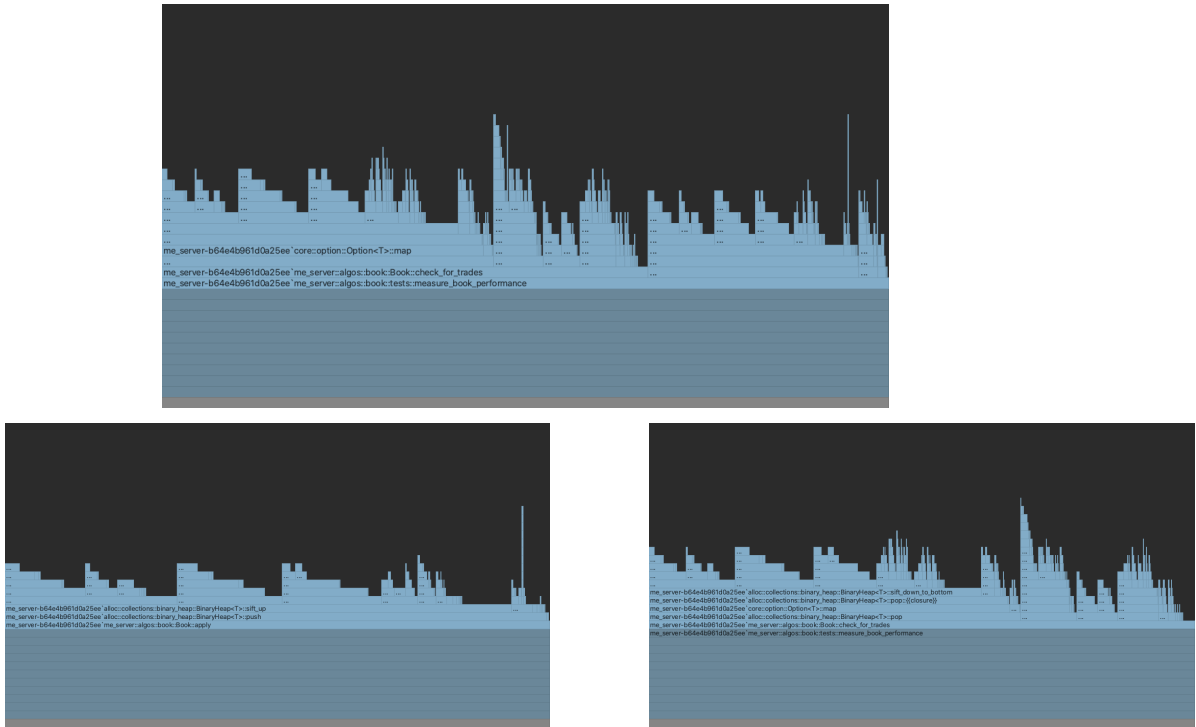 me_server-b64e4b961d0a25ee`core::option::Option<T>::map
me_server-b64e4b961d0a25ee`me_server::algos::book::Book::check_for_trades
me_server-b64e4b961d0a25ee`me_server::algos::book::tests::measure_book_performance
me_server-b64e4b961d0a25ee`alloc::collections::binary_heap::BinaryHeap<T>::sift_up
me_server-b64e4b961d0a25ee`alloc::collections::binary_heap::BinaryHeap<T>::push
me_server-b64e4b961d0a25ee`me_server::algos::book::Book::apply
me_server-b64e4b961d0a25ee`alloc::collections::binary_heap::BinaryHeap<T>::sift_down_to_bottom
me_server-b64e4b961d0a25ee`alloc::collections::binary_heap::BinaryHeap<T>::pop::{{closure}}
me_server-b64e4b961d0a25ee`core::option::Option<T>::map
me_server-b64e4b961d0a25ee`alloc::collections::binary_heap::BinaryHeap<T>::pop
me_server-b64e4b961d0a25ee`me_server::algos::book::Book::check_for_trades
me_server-b64e4b961d0a25ee`me_server::algos::book::tests::measure_book_performance